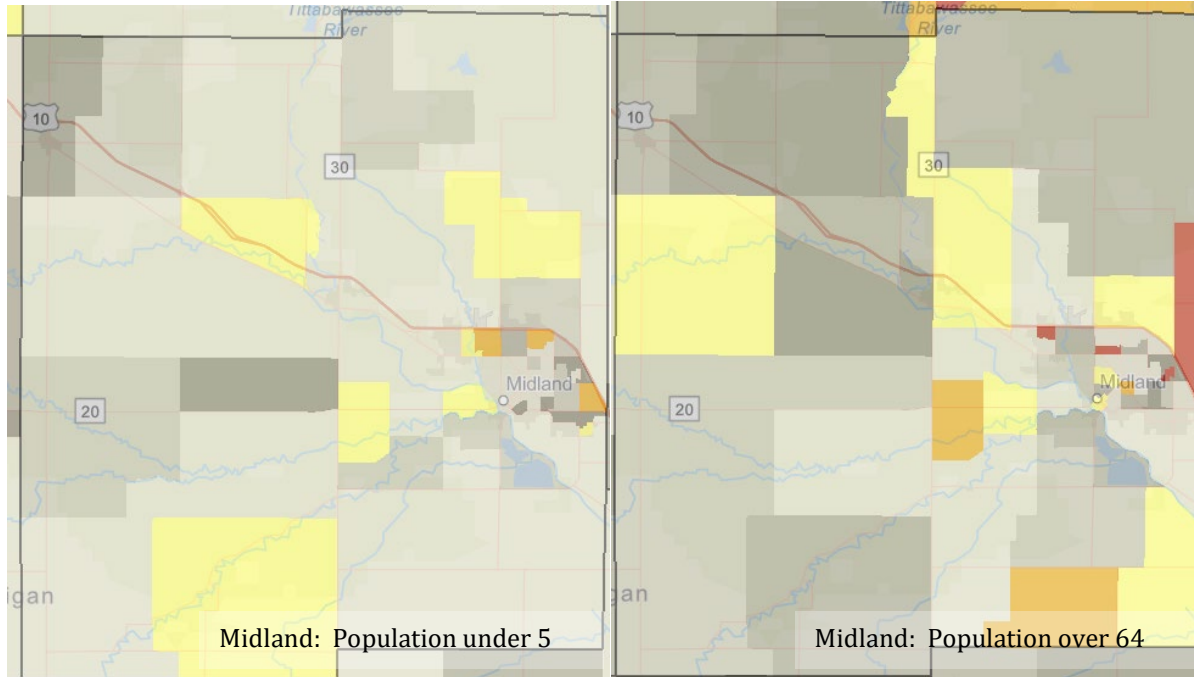 Tittabawassee
River
10
30
Midland
20
igan
Midland: Population under 5
Tittabawassee
River
10
30
Midland
20
gan
Midland: Population over 64